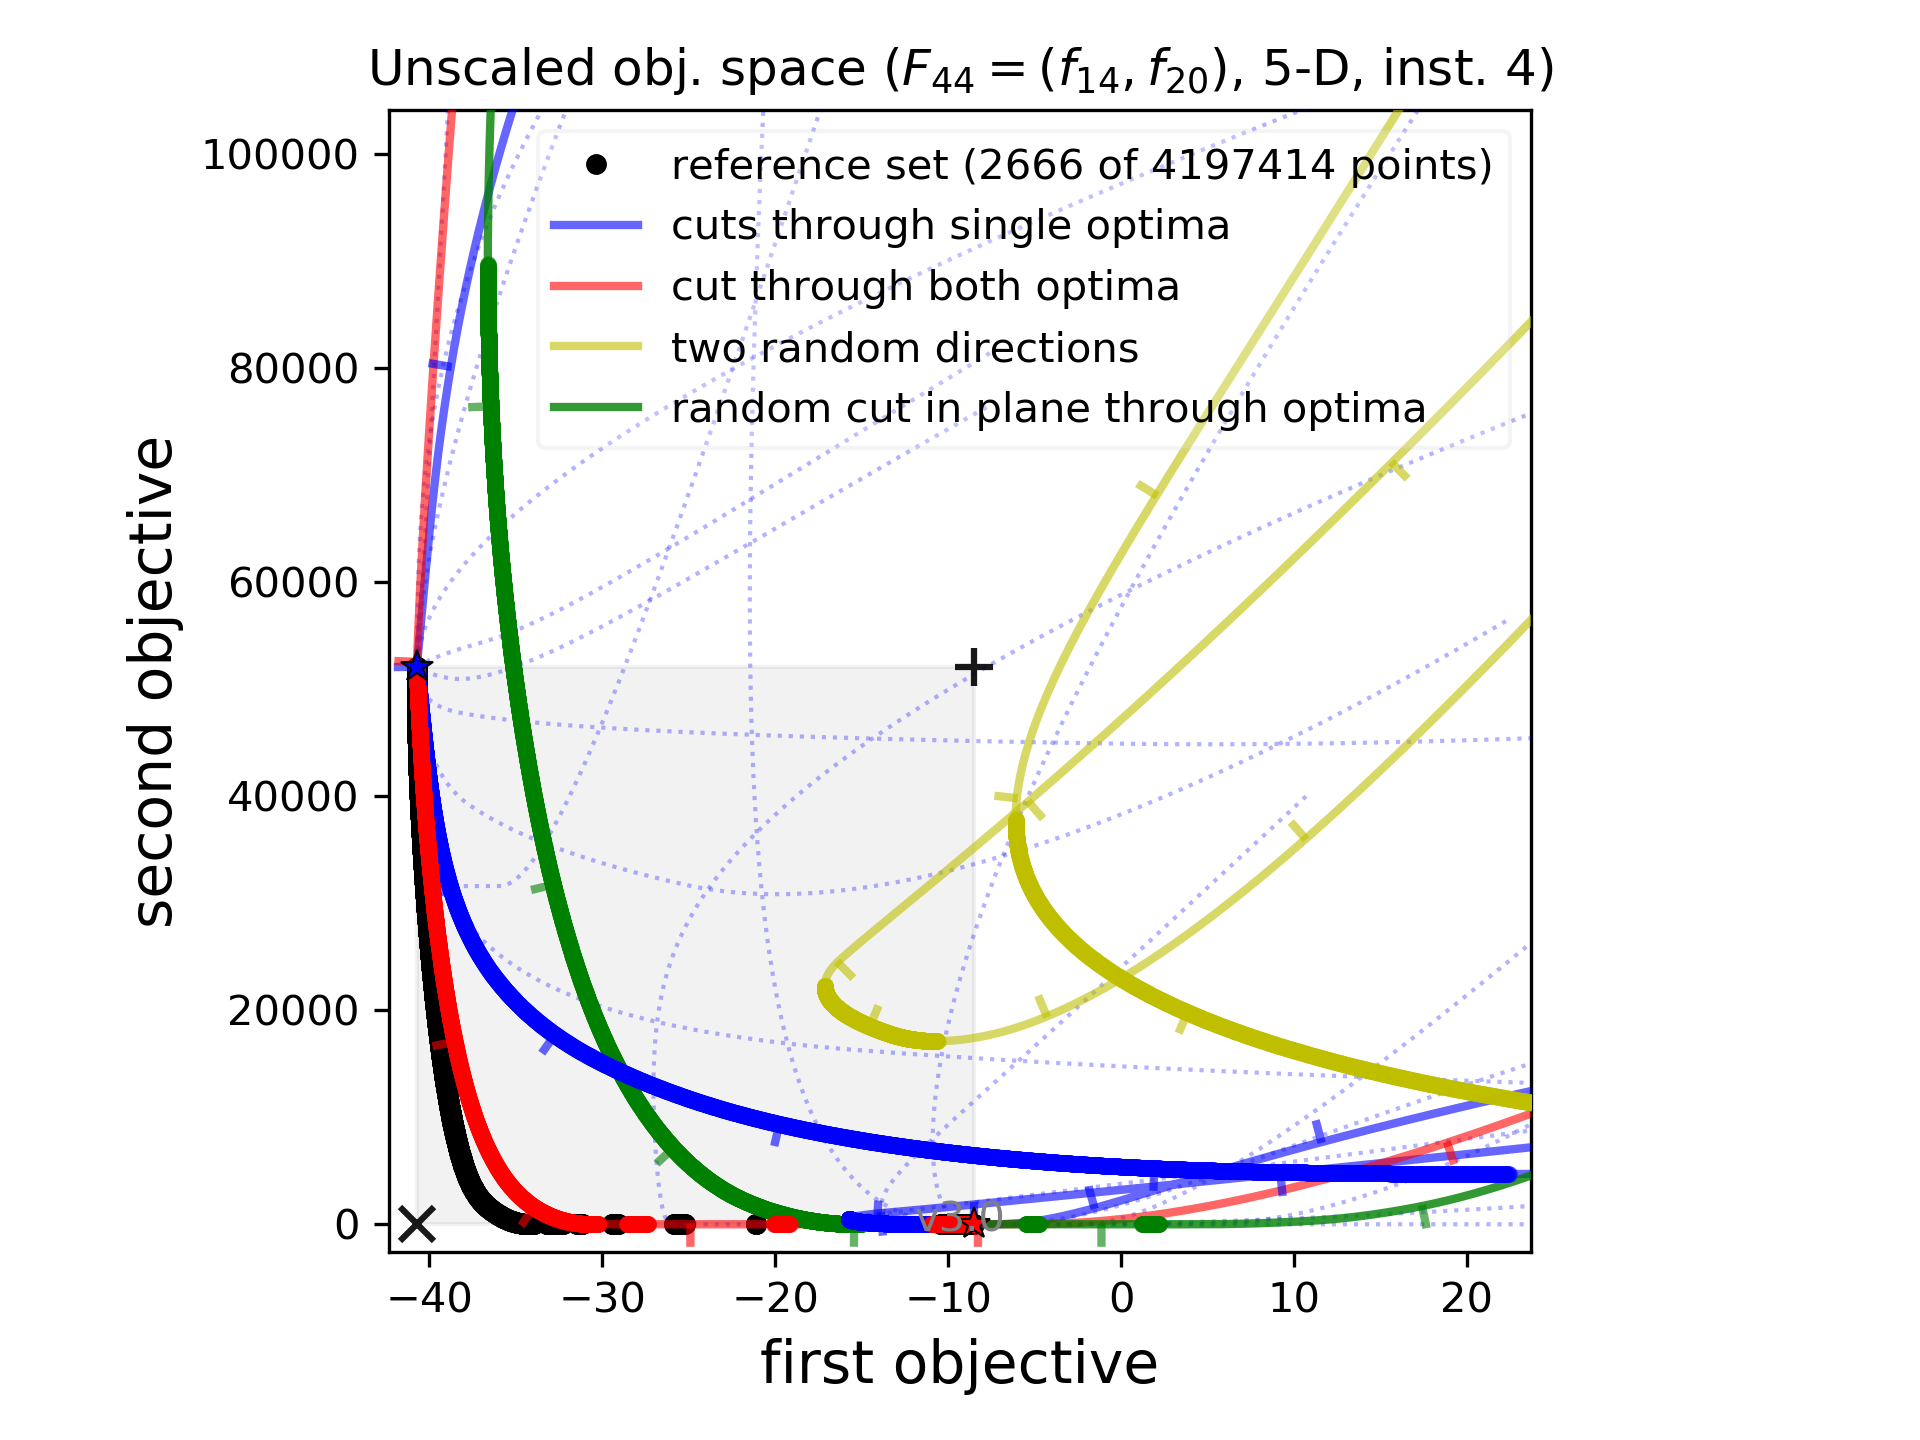 Unscaled obj. space (F44 = (f14, f20), 5-D, inst. 4)
reference set (2666 of 4197414 points)
cuts through single optima
cut through both optima
two random directions
random cut in plane through optima
second objective
100000
80000
60000
40000
20000
0
v3.0
−40 −30 −20 −10 0 10 20
first objective